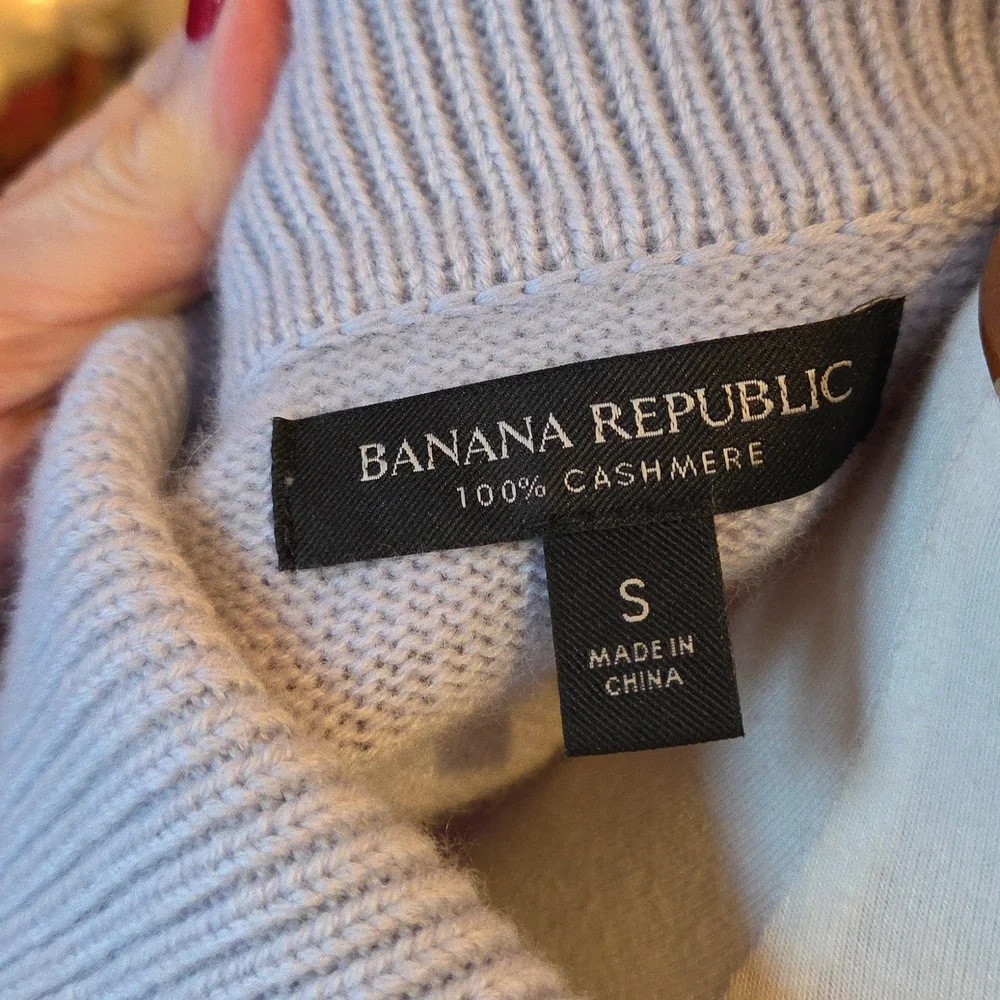 BANANA REPUBLIC
100% CASHMERE
S
MADE IN
CHINA